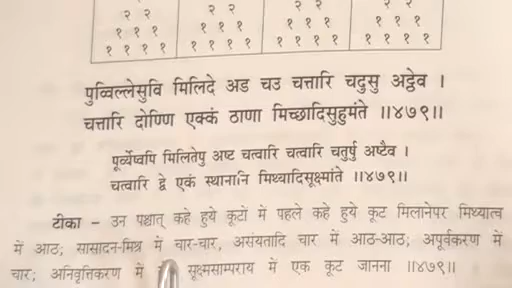 २ २ २ २ २ २ २ २
१ १ १ १ १ १ १ १ १ १ १ १
१ १ १ १ १ १ १ १ १ १ १ १ १ १ १ १
पुव्विल्लेसुवि मिलिदे अड चउ चत्तारि चदुसु अट्ठेव ।
चत्तारि दोण्णि एक्कं ठाणा मिच्छादिसुहुमंते ॥४७९॥
पूर्व्येष्वपि मिलितेषु अष्ट चत्वारि चत्वारि चतुर्षु अष्टैव ।
चत्वारि द्वे एकं स्थानानि मिथ्यादिसूक्ष्मांते ॥४७९॥
टीका - उन पश्चात् कहे हुये कूटों में पहले कहे हुये कूट मिलानेपर मिथ्यात्व
में आठ; सासादन-मिश्र में चार-चार, असंयतादि चार में आठ-आठ; अपूर्वकरण में
चार; अनिवृत्तिकरण में सूक्ष्मसाम्पराय में एक कूट जानना ॥४७९॥